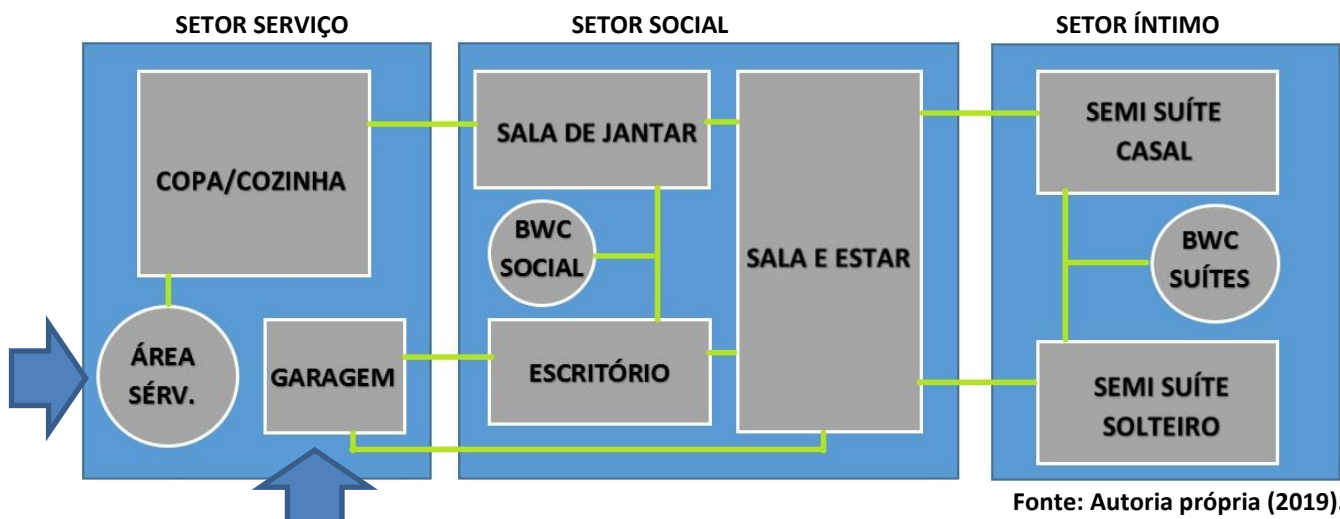 SETOR SERVIÇO
COPA/COZINHA
ÁREA
SÉRV.
GARAGEM
SETOR SOCIAL
SALA DE JANTAR
BWC
SOCIAL
ESCRITÓRIO
SALA E ESTAR
SETOR ÍNTIMO
SEMI SUÍTE
CASAL
BWC
SUÍTES
SEMI SUÍTE
SOLTEIRO
Fonte: Autoria própria (2019).